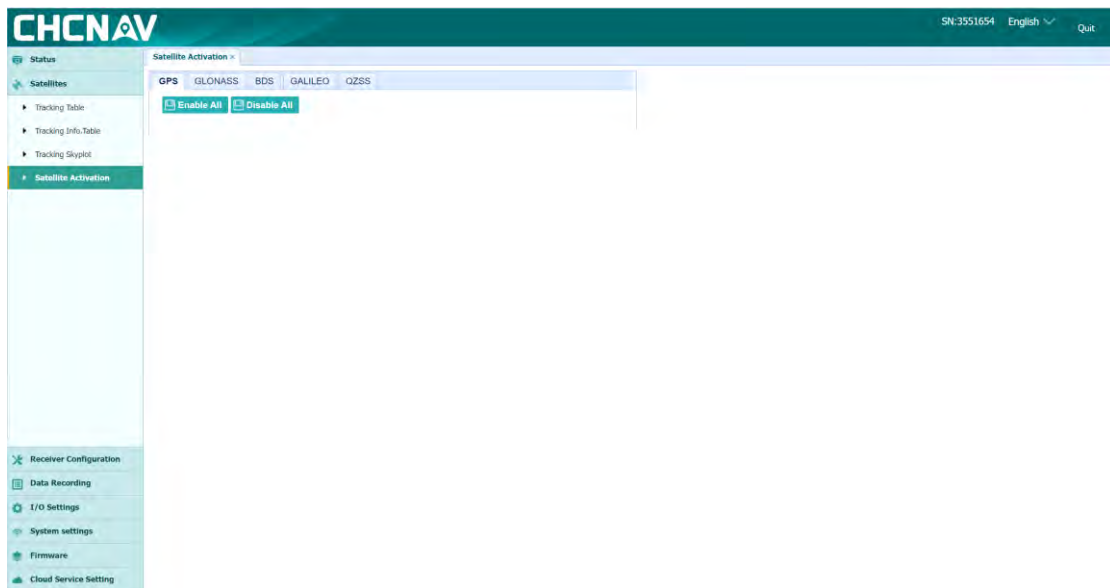 CHCNAV
SN:3551654 English Quit
Status
Satellites
Tracking Table
Tracking Info.Table
Tracking Skyplot
Satellite Activation
Receiver Configuration
Data Recording
I/O Settings
System settings
Firmware
Cloud Service Setting
Satellite Activation ×
GPS GLONASS BDS GALILEO QZSS
Enable All Disable All